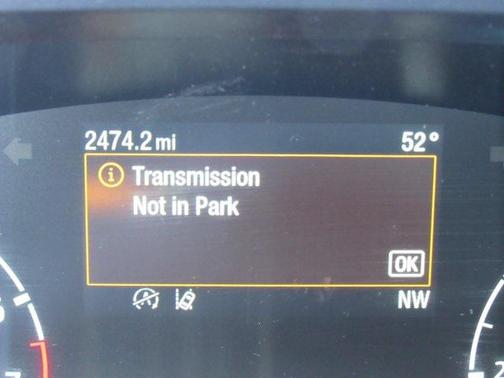 2474.2 mi 52°
Transmission
Not in Park
OK
NW